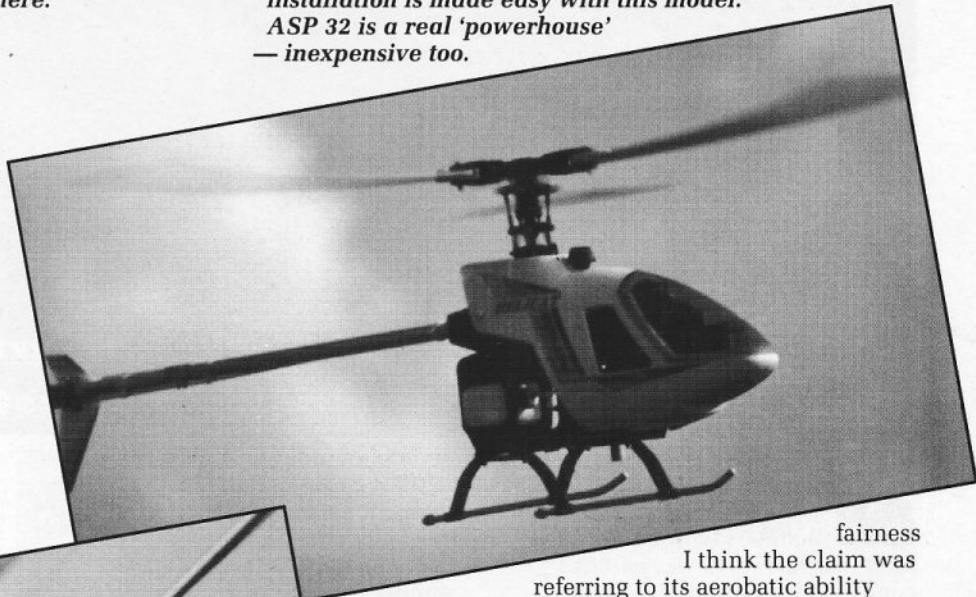 here.
installation is made easy with this model.
ASP 32 is a real ‘powerhouse’
— inexpensive too.
fairness
I think the claim was
referring to its aerobatic ability